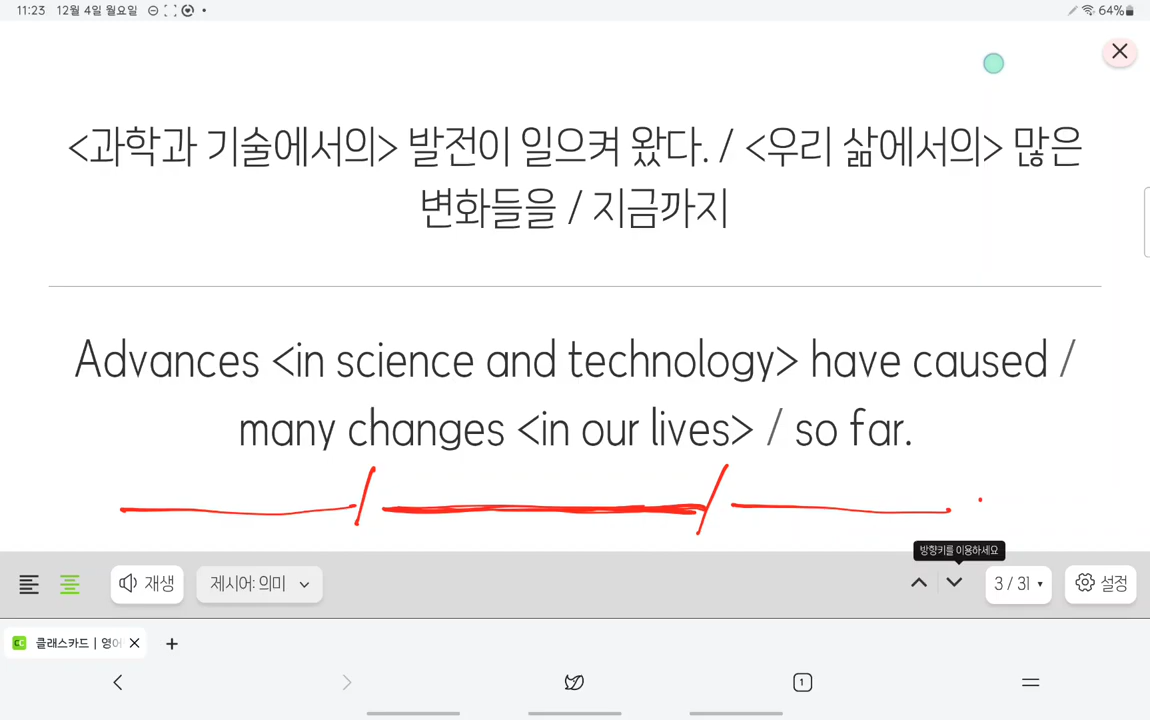 11:23 12월 4일 월요일
64%
<과학과 기술에서의> 발전이 일으켜 왔다. / <우리 삶에서의> 많은
변화들을 / 지금까지
Advances <in science and technology> have caused /
many changes <in our lives> / so far.
방향키를 이용하세요
재생 제시어: 의미 3 / 3 설정
클래스카드 | 영어
1